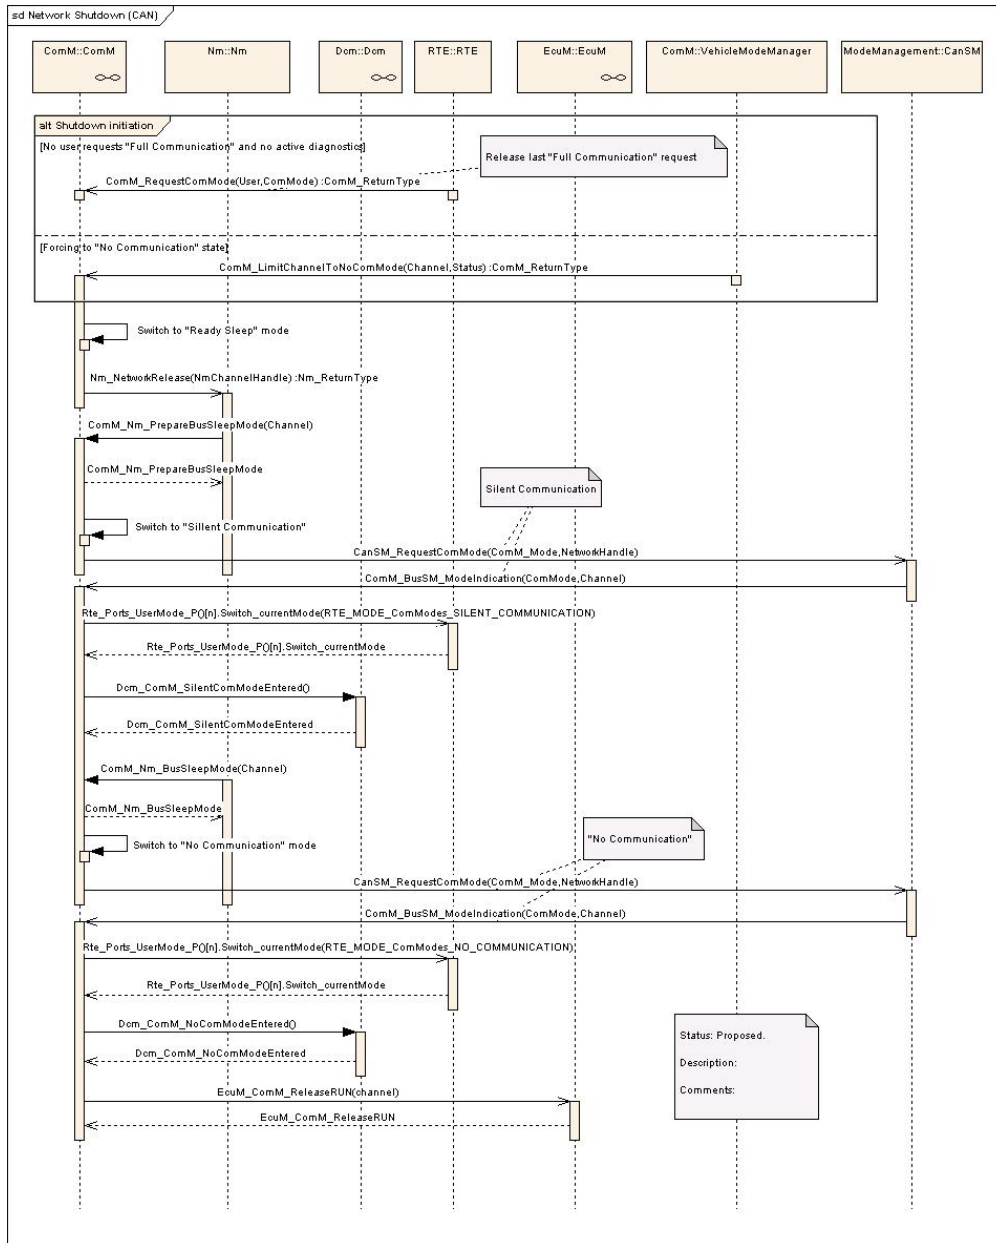 sd Network Shutdown (CAN)
ComM::ComM
Nm::Nm
Dcm::Dcm
RTE::RTE
EcuM::EcuM
ComM::VehicleModeManager
ModeManagement::CanSM
alt Shutdown initiation
[No user requests "Full Communication" and no active diagnostics]
Release last "Full Communication" request
ComM_RequestComMode(User,ComMode) :ComM_ReturnType
[Forcing to "No Communication" state]
ComM_LimitChannelToNoComMode(Channel,Status) :ComM_ReturnType
Switch to "Ready Sleep" mode
Nm_NetworkRelease(NmChannelHandle) :Nm_ReturnType
ComM_Nm_PrepareBusSleepMode(Channel)
ComM_Nm_PrepareBusSleepMode
Silent Communication
Switch to "Sillent Communication"
CanSM_RequestComMode(ComM_Mode,NetworkHandle)
ComM_BusSM_ModeIndication(ComMode,Channel)
Rte_Ports_UserMode_P()[n].Switch_currentMode(RTE_MODE_ComModes_SILENT_COMMUNICATION)
Rte_Ports_UserMode_P()[n].Switch_currentMode
Dcm_ComM_SilentComModeEntered()
Dcm_ComM_SilentComModeEntered
ComM_Nm_BusSleepMode(Channel)
ComM_Nm_BusSleepMode
"No Communication"
Switch to "No Communication" mode
CanSM_RequestComMode(ComM_Mode,NetworkHandle)
ComM_BusSM_ModeIndication(ComMode,Channel)
Rte_Ports_UserMode_P()[n].Switch_currentMode(RTE_MODE_ComModes_NO_COMMUNICATION)
Rte_Ports_UserMode_P()[n].Switch_currentMode
Dcm_ComM_NoComModeEntered()
Dcm_ComM_NoComModeEntered
Status: Proposed.
Description:
Comments:
EcuM_ComM_ReleaseRUN(channel)
EcuM_ComM_ReleaseRUN